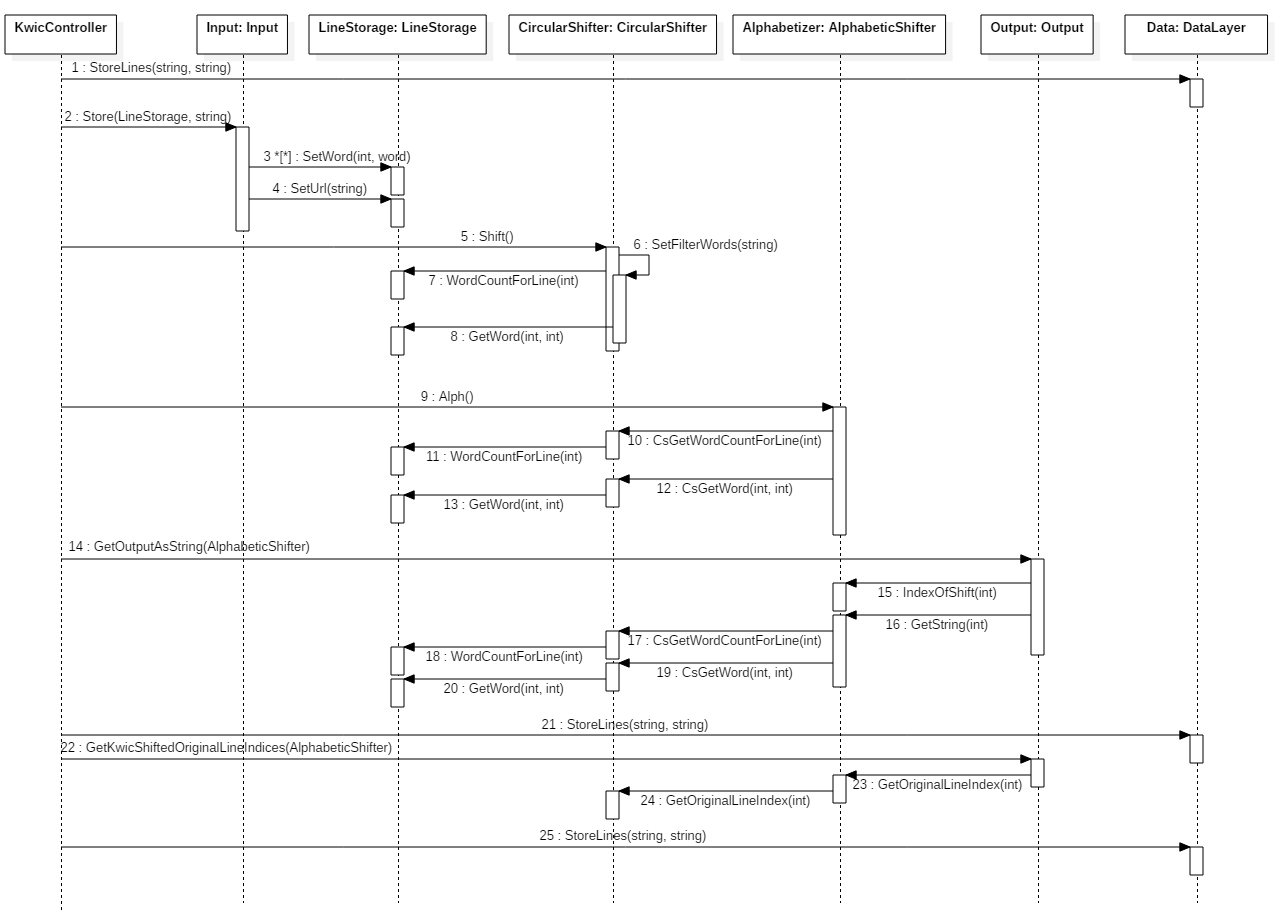 KwicController
Input: Input
LineStorage: LineStorage
CircularShifter: CircularShifter
Alphabetizer: AlphabeticShifter
Output: Output
Data: DataLayer
1 : StoreLines(string, string)
2 : Store(LineStorage, string)
3 *[*] : SetWord(int, word)
4 : SetUrl(string)
5 : Shift()
6 : SetFilterWords(string)
7 : WordCountForLine(int)
8 : GetWord(int, int)
9 : Alph()
10 : CsGetWordCountForLine(int)
11 : WordCountForLine(int)
12 : CsGetWord(int, int)
13 : GetWord(int, int)
14 : GetOutputAsString(AlphabeticShifter)
15 : IndexOfShift(int)
16 : GetString(int)
17 : CsGetWordCountForLine(int)
18 : WordCountForLine(int)
19 : CsGetWord(int, int)
20 : GetWord(int, int)
21 : StoreLines(string, string)
22 : GetKwicShiftedOriginalLineIndices(AlphabeticShifter)
23 : GetOriginalLineIndex(int)
24 : GetOriginalLineIndex(int)
25 : StoreLines(string, string)